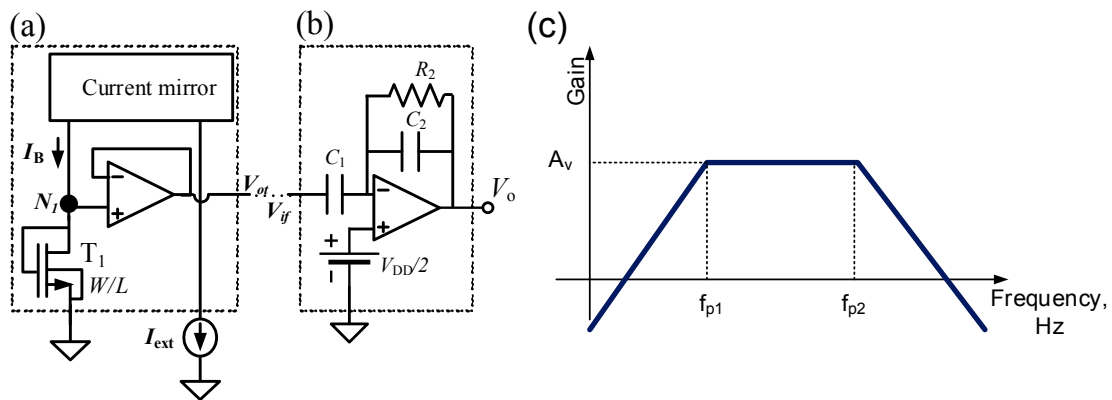 (a)
Current mirror
I_B
N_1
-
+
T_1
W/L
I_ext
V_ot...
V_if
(b)
R_2
C_2
C_1
-
+
V_o
+
-
V_DD/2
(c)
Gain
A_v
f_p1
f_p2
Frequency,
Hz